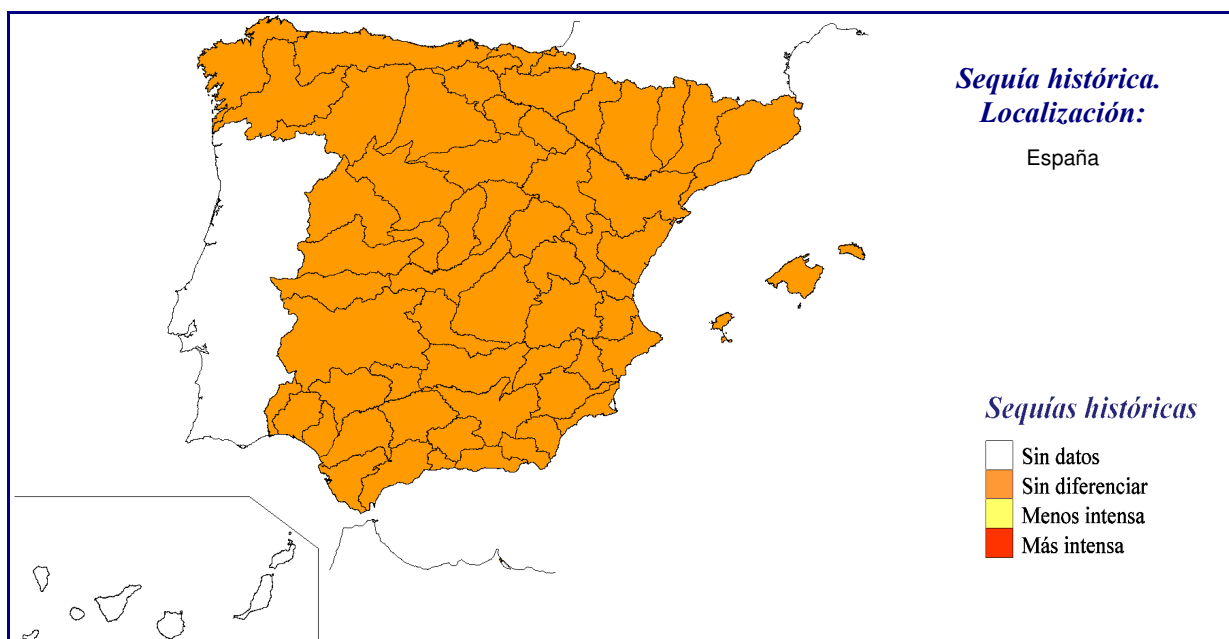 Sequía histórica.
Localización:
España
Sequías históricas
Sin datos
Sin diferenciar
Menos intensa
Más intensa